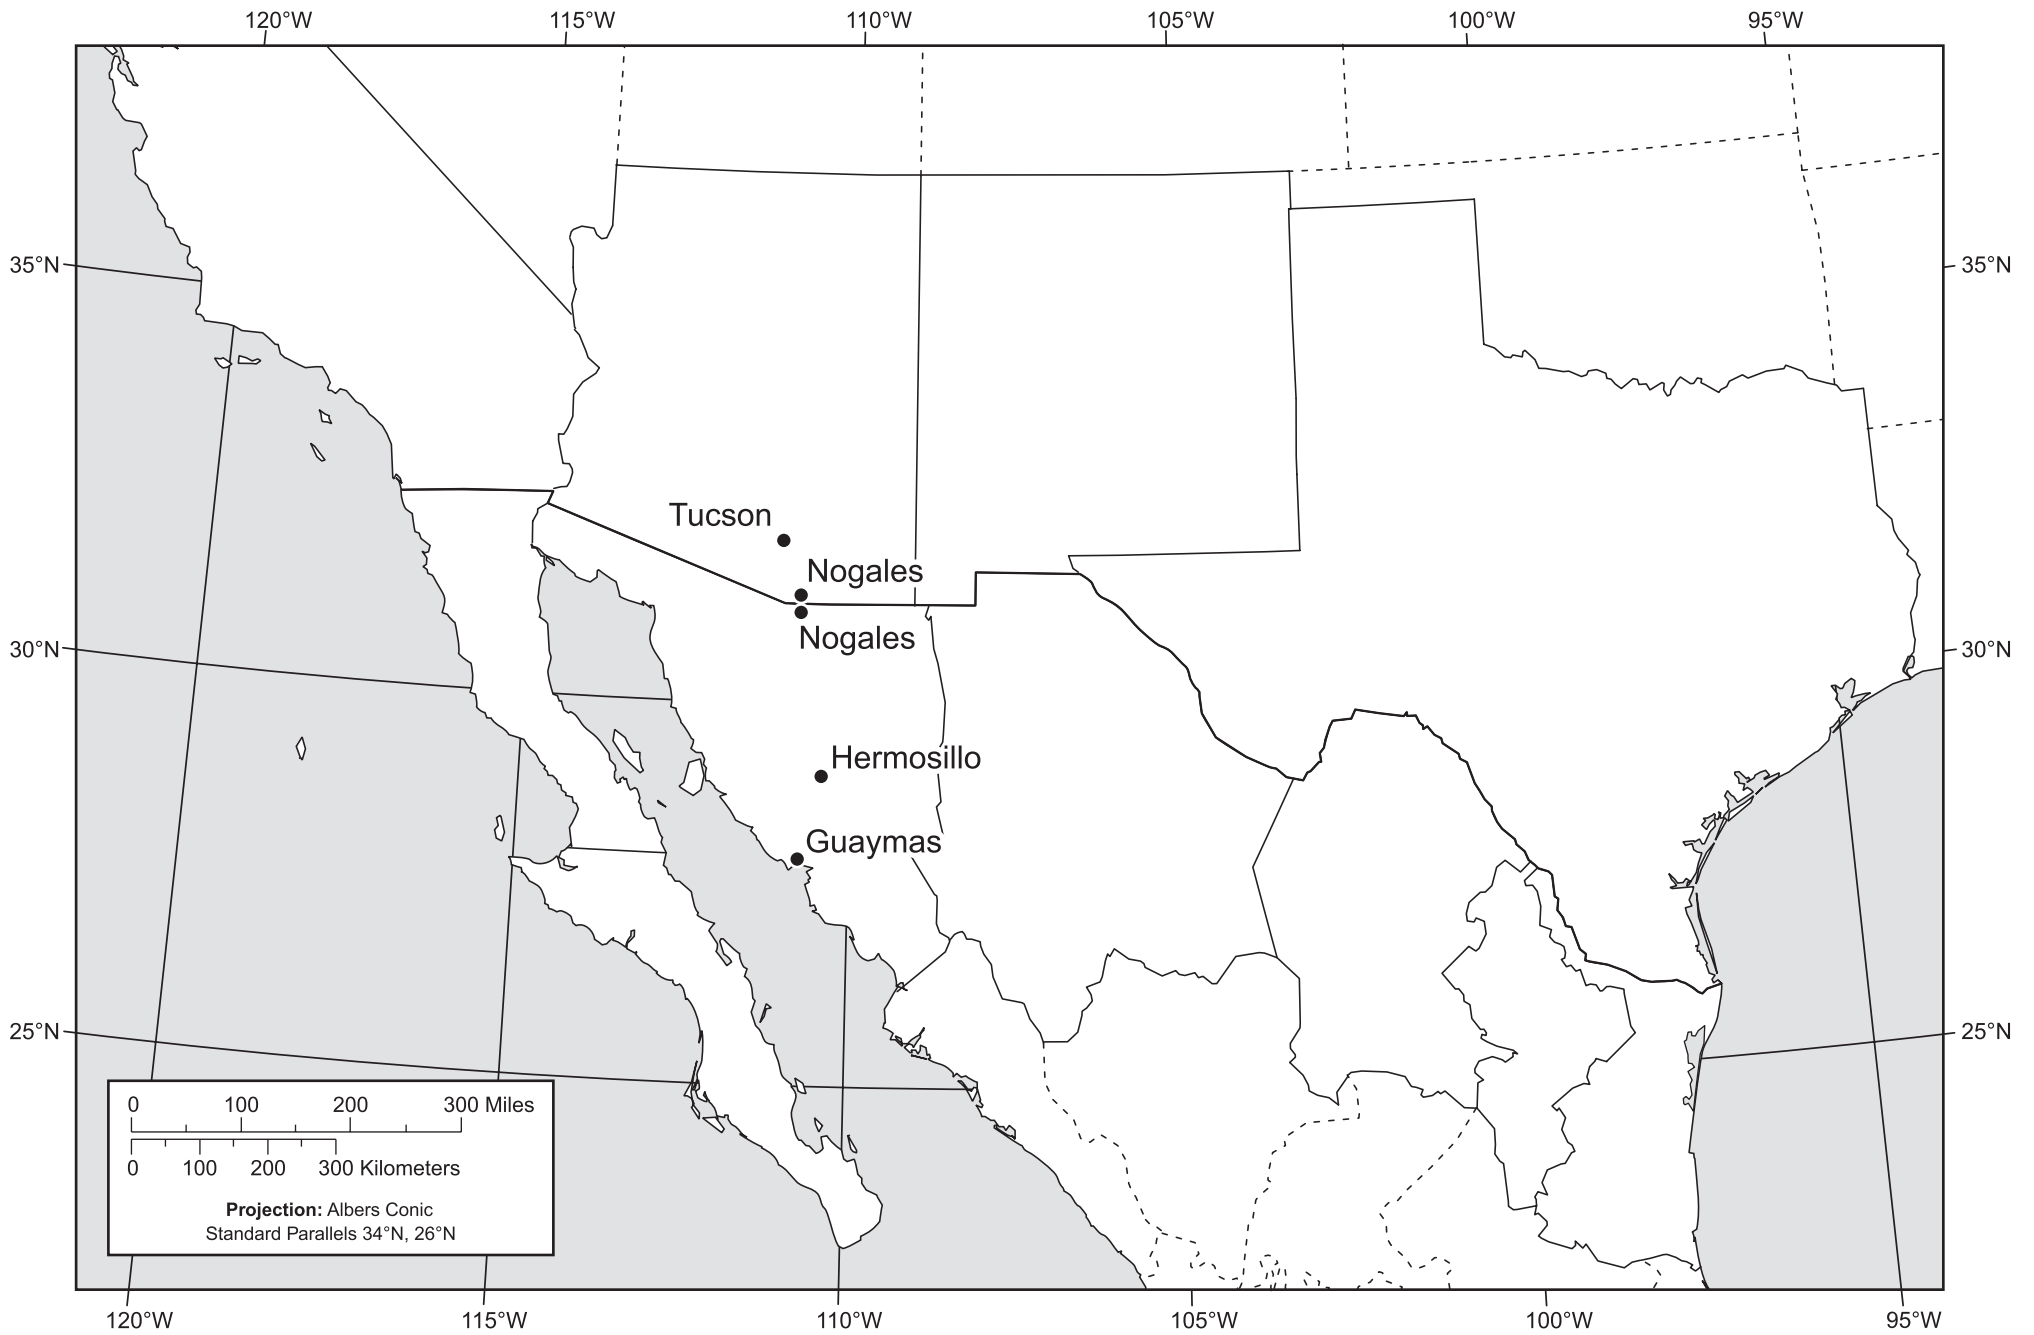 120°W 115°W 110°W 105°W 100°W 95°W
35°N 35°N
Tucson
Nogales
Nogales
30°N 30°N
Hermosillo
Guaymas
25°N 25°N
0 100 200 300 Miles
0 100 200 300 Kilometers
Projection: Albers Conic
Standard Parallels 34°N, 26°N
120°W 115°W 110°W 105°W 100°W 95°W